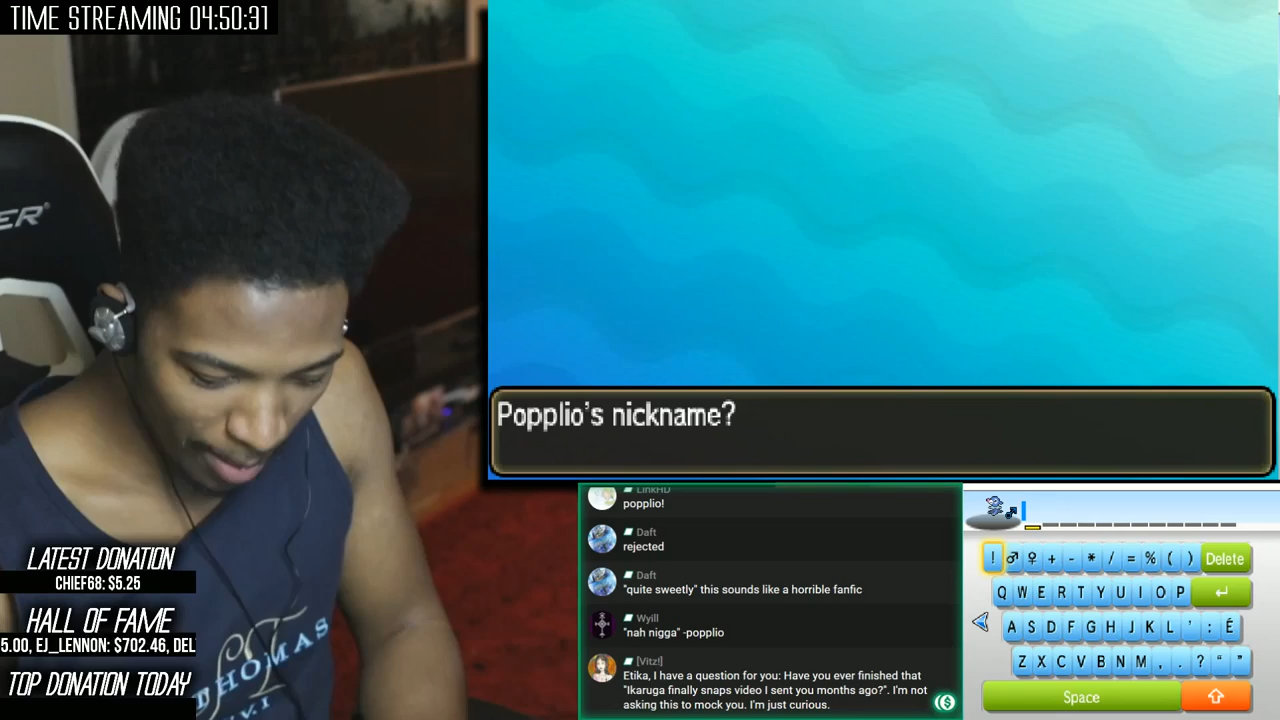 TIME STREAMING 04:50:31
ER
LATEST DONATION
CHIEF68: $5.25
HALL OF FAME
5.00, EJ_LENNON: $702.46, DEL
TOP DONATION TODAY
THOMAS
V.I
Popplio's nickname?
LinkHD
popplio!
Daft
rejected
Daft
"quite sweetly" this sounds like a horrible fanfic
Wyill
"nah nigga" -popplio
[Vitz!]
Etika, I have a question for you: Have you ever finished that
"Ikaruga finally snaps video I sent you months ago?". I'm not
asking this to mock you. I'm just curious.
! ♂ ♀ + - * / = % ( ) Delete
Q W E R T Y U I O P
A S D F G H J K L ' : É
Z X C V B N M , . ? “ ”
Space